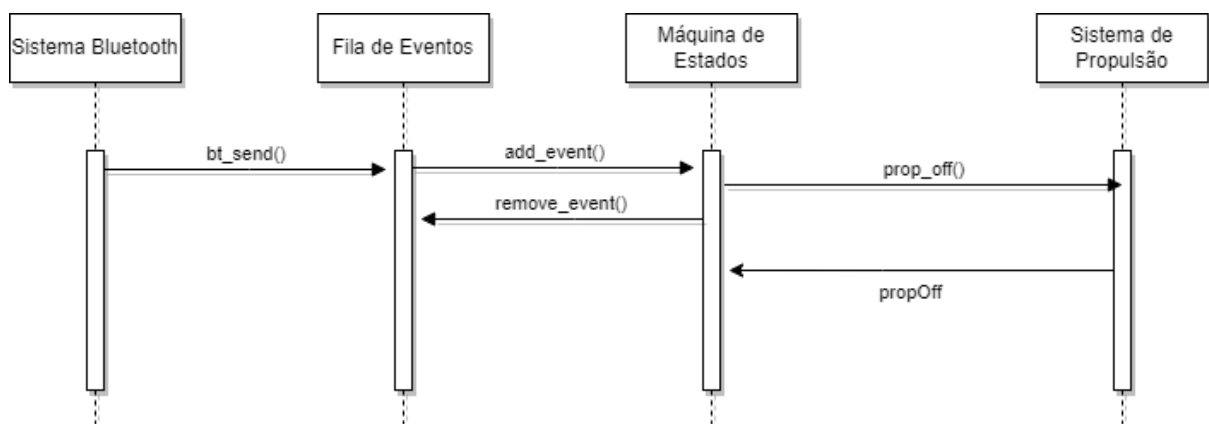 Sistema Bluetooth
Fila de Eventos
Máquina de
Estados
Sistema de
Propulsão
bt_send()
add_event()
prop_off()
remove_event()
propOff